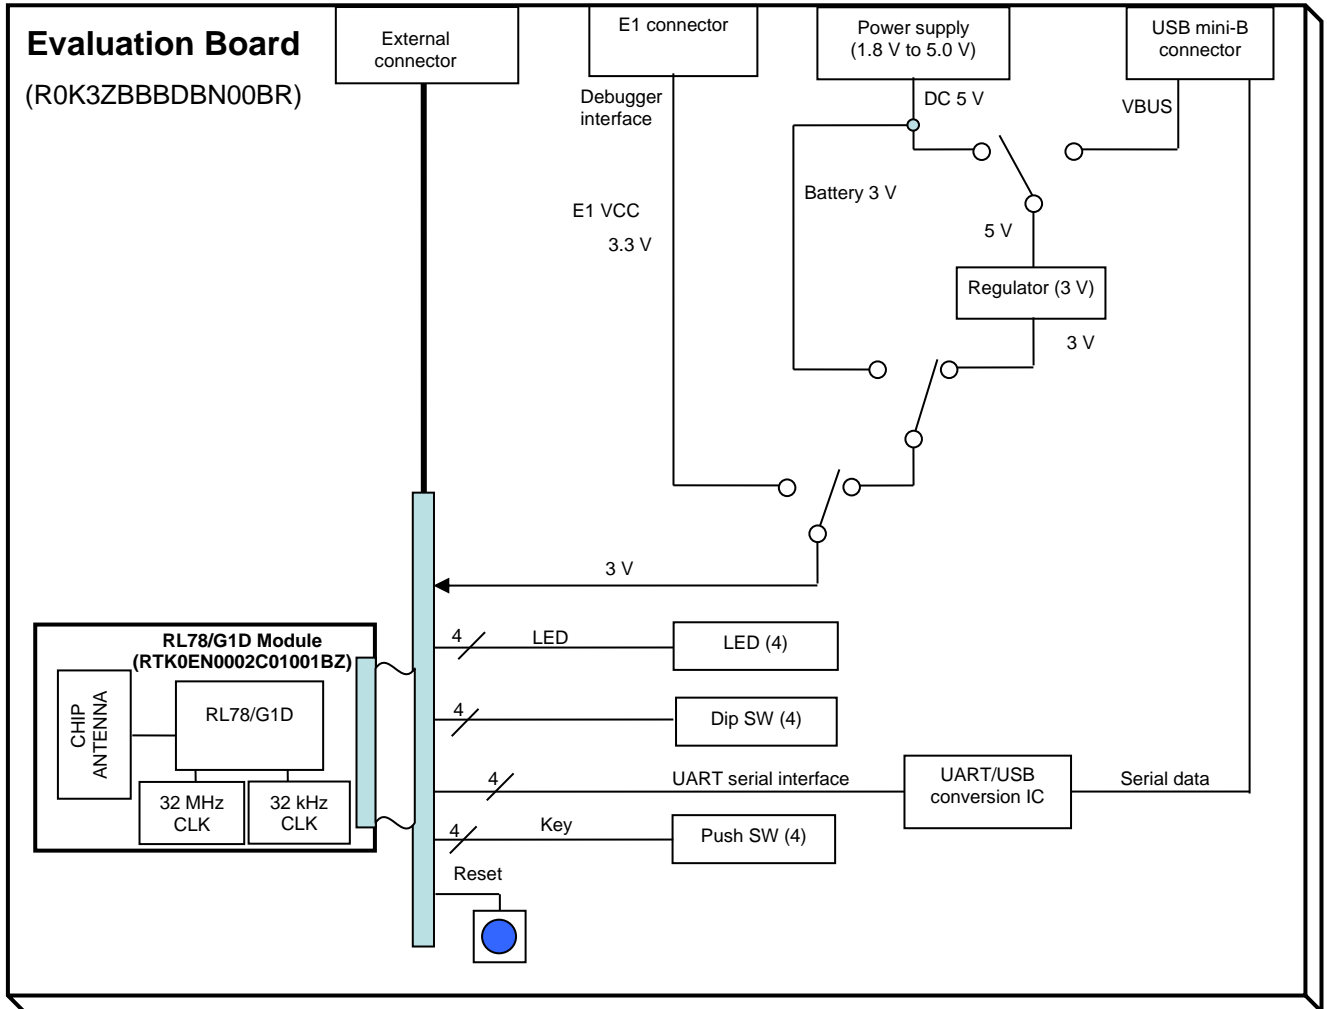 Evaluation Board
(R0K3ZBBBDBN00BR)
External
connector
E1 connector
Power supply
(1.8 V to 5.0 V)
USB mini-B
connector
Debugger
interface
DC 5 V
VBUS
Battery 3 V
E1 VCC
3.3 V
5 V
Regulator (3 V)
3 V
3 V
RL78/G1D Module
(RTK0EN0002C01001BZ)
CHIP
ANTENNA
RL78/G1D
32 MHz
CLK
32 kHz
CLK
4
LED
LED (4)
4
Dip SW (4)
4
UART serial interface
UART/USB
conversion IC
Serial data
4
Key
Push SW (4)
Reset